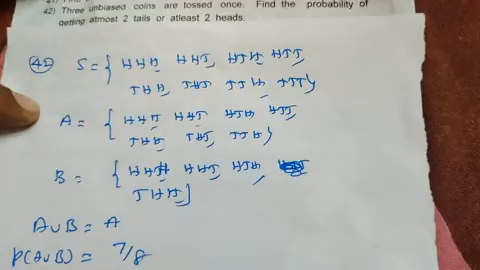 42) Three unbiased coins are tossed once. Find the probability of
getting atmost 2 tails or atleast 2 heads.
42 S = { HHH HHT HTH HTT
THH THT TTH TTT}
A = { HHH HHT HTH HTT
THH THT TTH}
B = { HHH HHT HTH
THH}
A∪B = A
P(A∪B) = 7/8